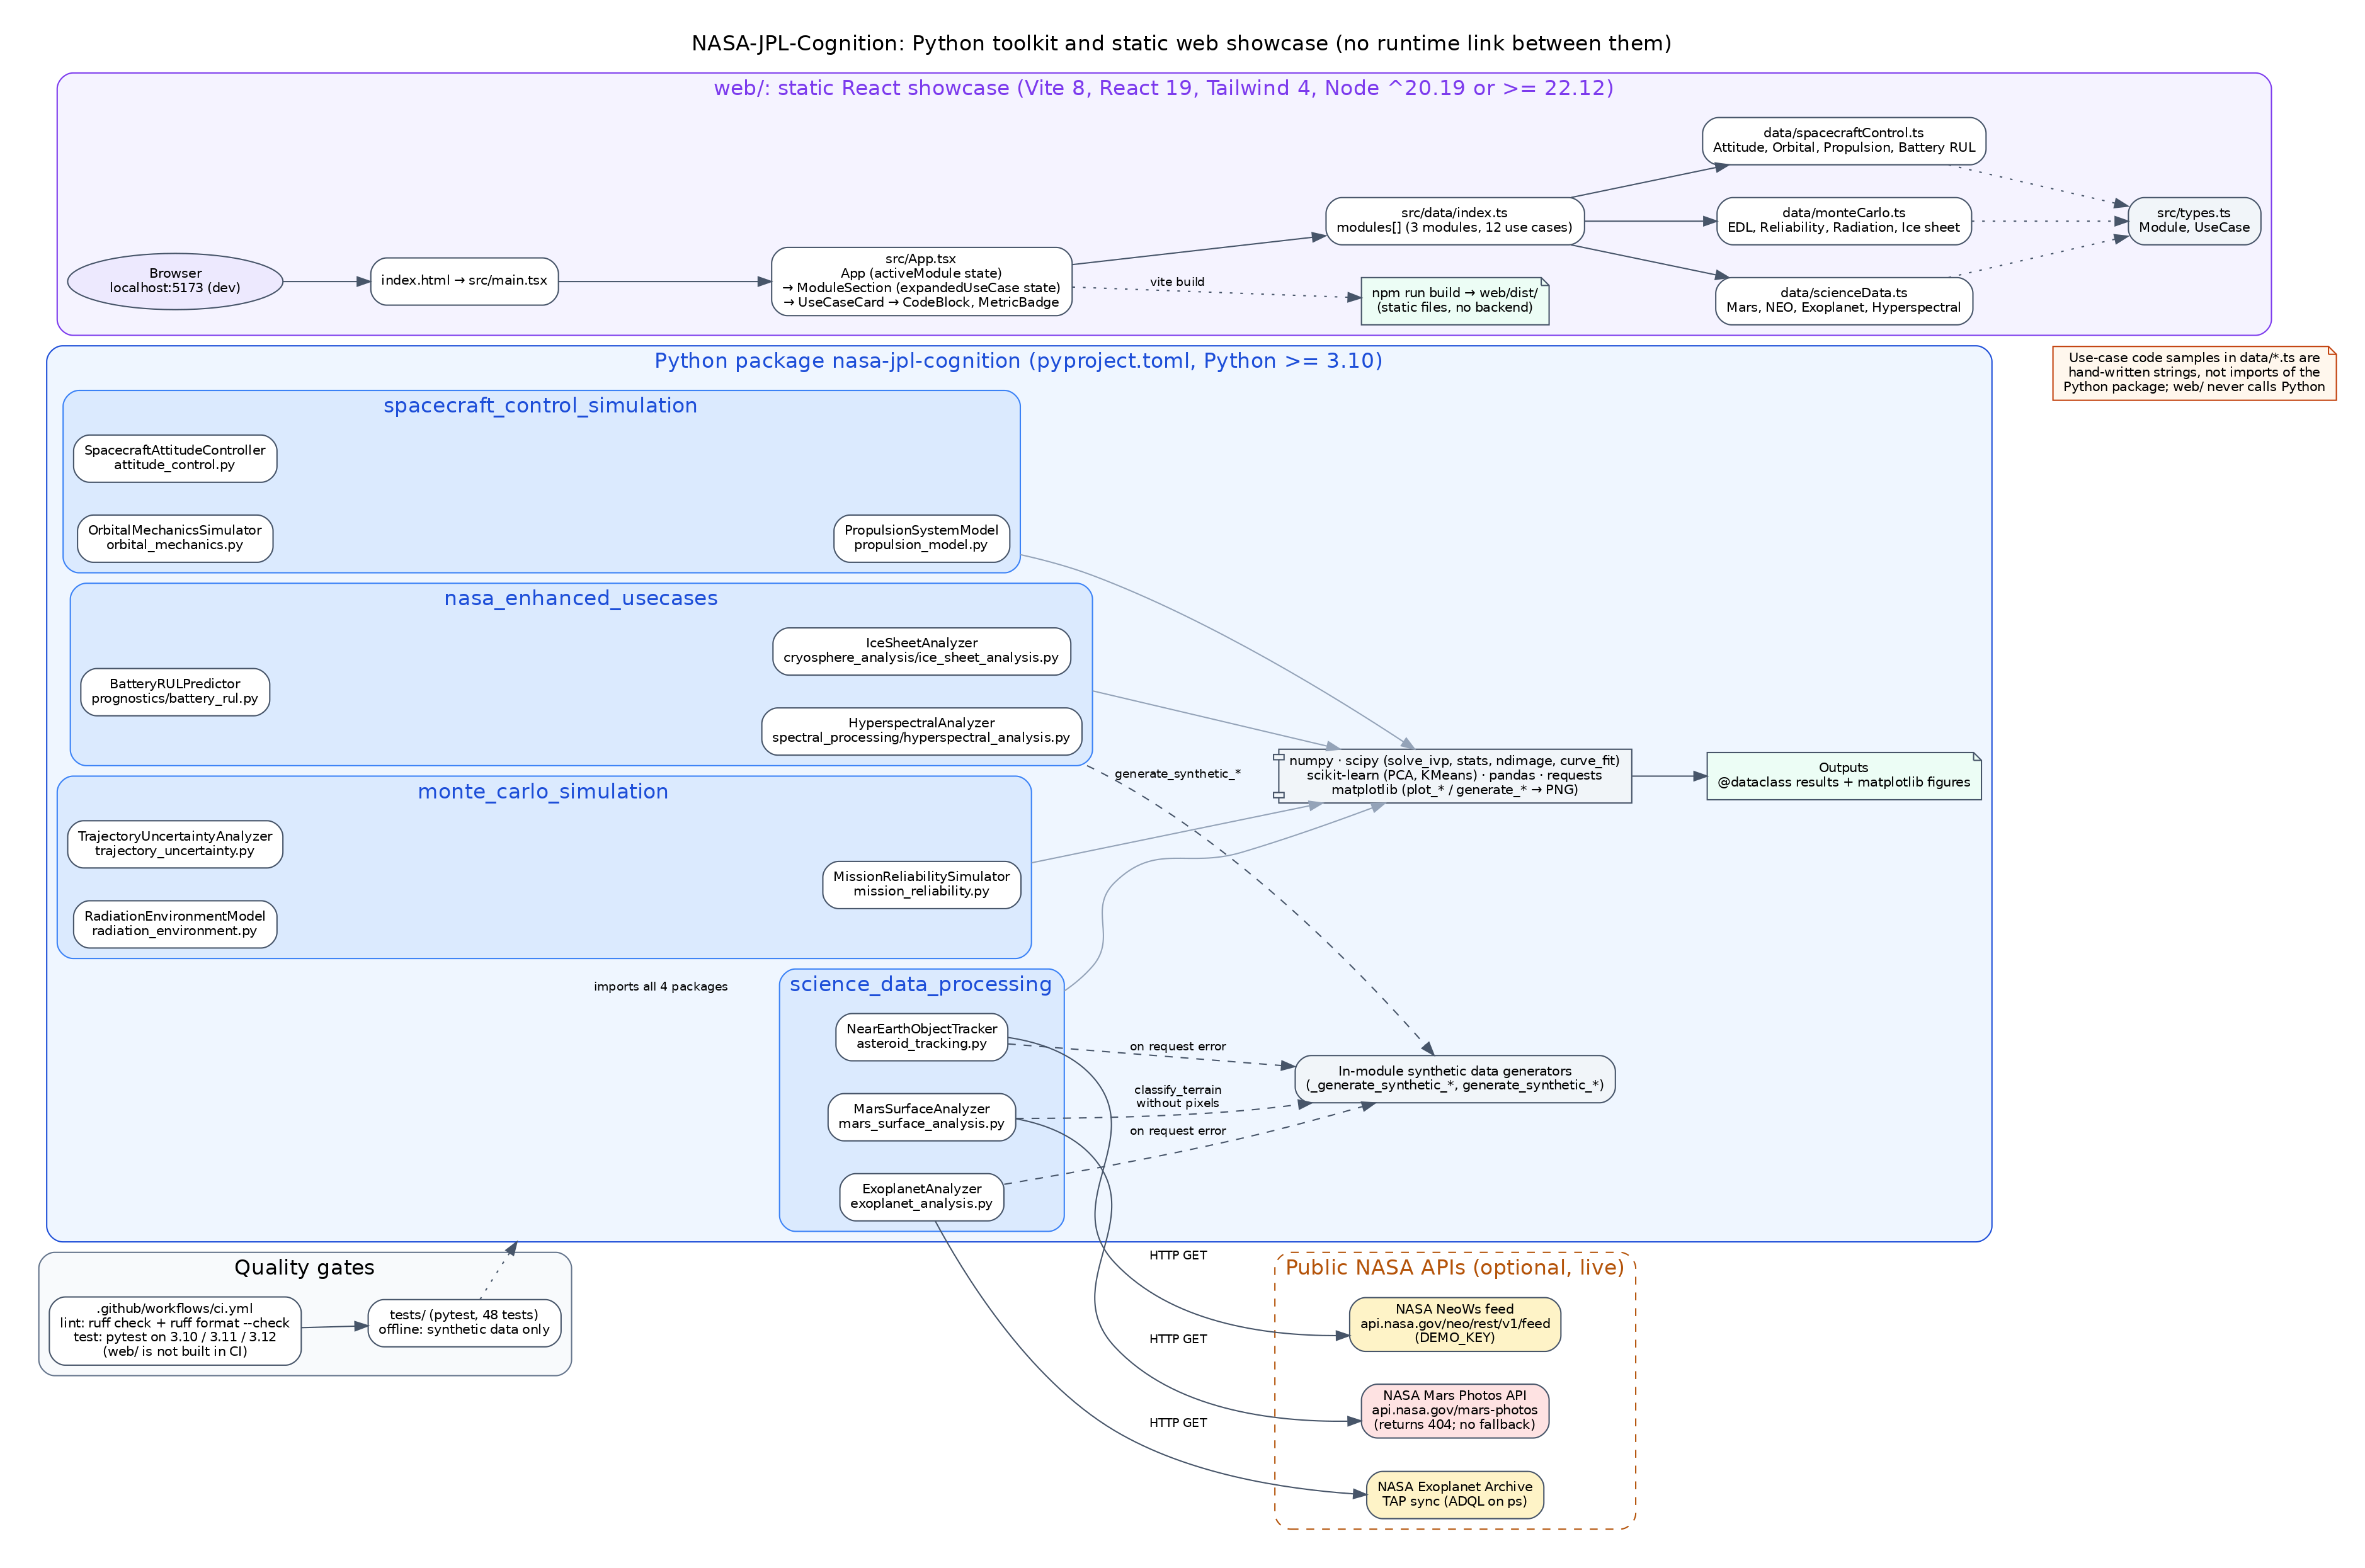 NASA-JPL-Cognition: Python toolkit and static web showcase (no runtime link between them)
web/: static React showcase (Vite 8, React 19, Tailwind 4, Node ^20.19 or >= 22.12)
Browser
localhost:5173 (dev)
index.html → src/main.tsx
src/App.tsx
App (activeModule state)
→ ModuleSection (expandedUseCase state)
→ UseCaseCard → CodeBlock, MetricBadge
vite build
src/data/index.ts
modules[] (3 modules, 12 use cases)
npm run build → web/dist/
(static files, no backend)
data/spacecraftControl.ts
Attitude, Orbital, Propulsion, Battery RUL
data/monteCarlo.ts
EDL, Reliability, Radiation, Ice sheet
data/scienceData.ts
Mars, NEO, Exoplanet, Hyperspectral
src/types.ts
Module, UseCase
Use-case code samples in data/*.ts are
hand-written strings, not imports of the
Python package; web/ never calls Python
Python package nasa-jpl-cognition (pyproject.toml, Python >= 3.10)
spacecraft_control_simulation
SpacecraftAttitudeController
attitude_control.py
OrbitalMechanicsSimulator
orbital_mechanics.py
PropulsionSystemModel
propulsion_model.py
nasa_enhanced_usecases
BatteryRULPredictor
prognostics/battery_rul.py
IceSheetAnalyzer
cryosphere_analysis/ice_sheet_analysis.py
HyperspectralAnalyzer
spectral_processing/hyperspectral_analysis.py
generate_synthetic_*
monte_carlo_simulation
TrajectoryUncertaintyAnalyzer
trajectory_uncertainty.py
RadiationEnvironmentModel
radiation_environment.py
MissionReliabilitySimulator
mission_reliability.py
numpy · scipy (solve_ivp, stats, ndimage, curve_fit)
scikit-learn (PCA, KMeans) · pandas · requests
matplotlib (plot_* / generate_* → PNG)
Outputs
@dataclass results + matplotlib figures
imports all 4 packages
science_data_processing
NearEarthObjectTracker
asteroid_tracking.py
MarsSurfaceAnalyzer
mars_surface_analysis.py
ExoplanetAnalyzer
exoplanet_analysis.py
on request error
classify_terrain
without pixels
on request error
In-module synthetic data generators
(_generate_synthetic_*, generate_synthetic_*)
Quality gates
.github/workflows/ci.yml
lint: ruff check + ruff format --check
test: pytest on 3.10 / 3.11 / 3.12
(web/ is not built in CI)
tests/ (pytest, 48 tests)
offline: synthetic data only
HTTP GET
HTTP GET
HTTP GET
Public NASA APIs (optional, live)
NASA NeoWs feed
api.nasa.gov/neo/rest/v1/feed
(DEMO_KEY)
NASA Mars Photos API
api.nasa.gov/mars-photos
(returns 404; no fallback)
NASA Exoplanet Archive
TAP sync (ADQL on ps)